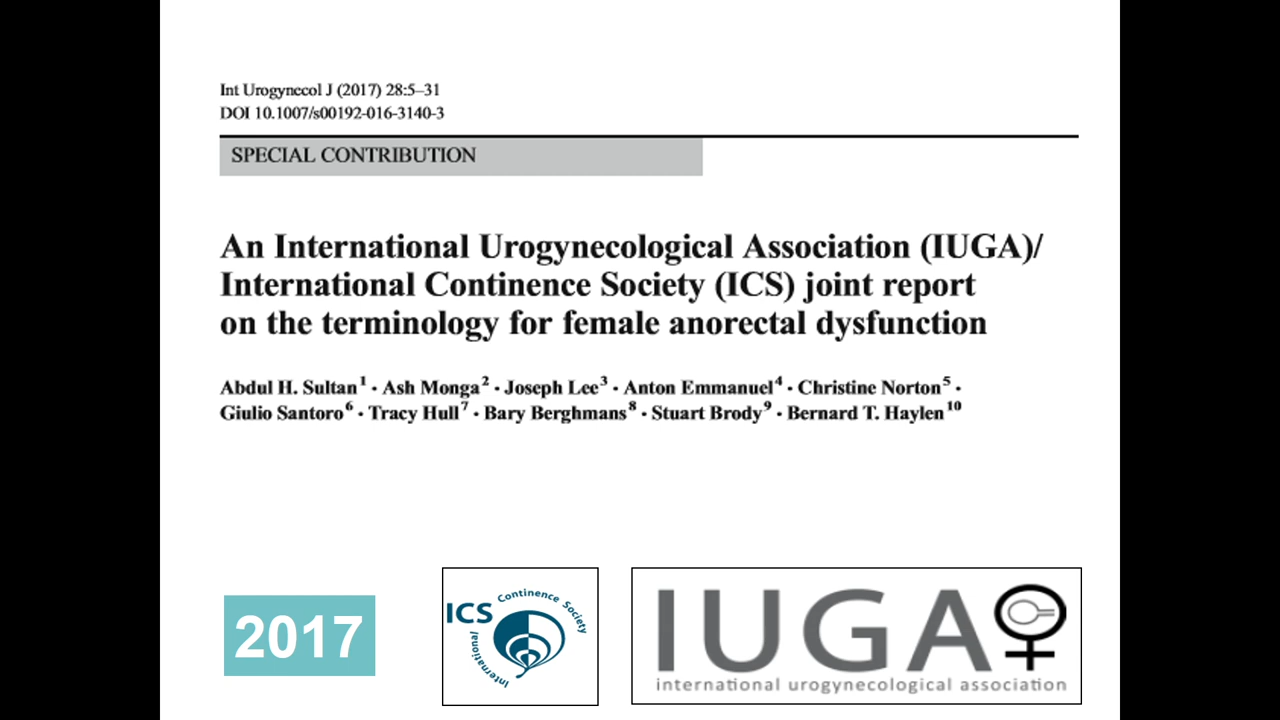 Int Urogynecol J (2017) 28:5–31
DOI 10.1007/s00192-016-3140-3
SPECIAL CONTRIBUTION
An International Urogynecological Association (IUGA)/
International Continence Society (ICS) joint report
on the terminology for female anorectal dysfunction
Abdul H. Sultan1 · Ash Monga2 · Joseph Lee3 · Anton Emmanuel4 · Christine Norton5 ·
Giulio Santoro6 · Tracy Hull7 · Bary Berghmans8 · Stuart Brody9 · Bernard T. Haylen10
2017
ICS
International Continence Society
IUGA
international urogynecological association